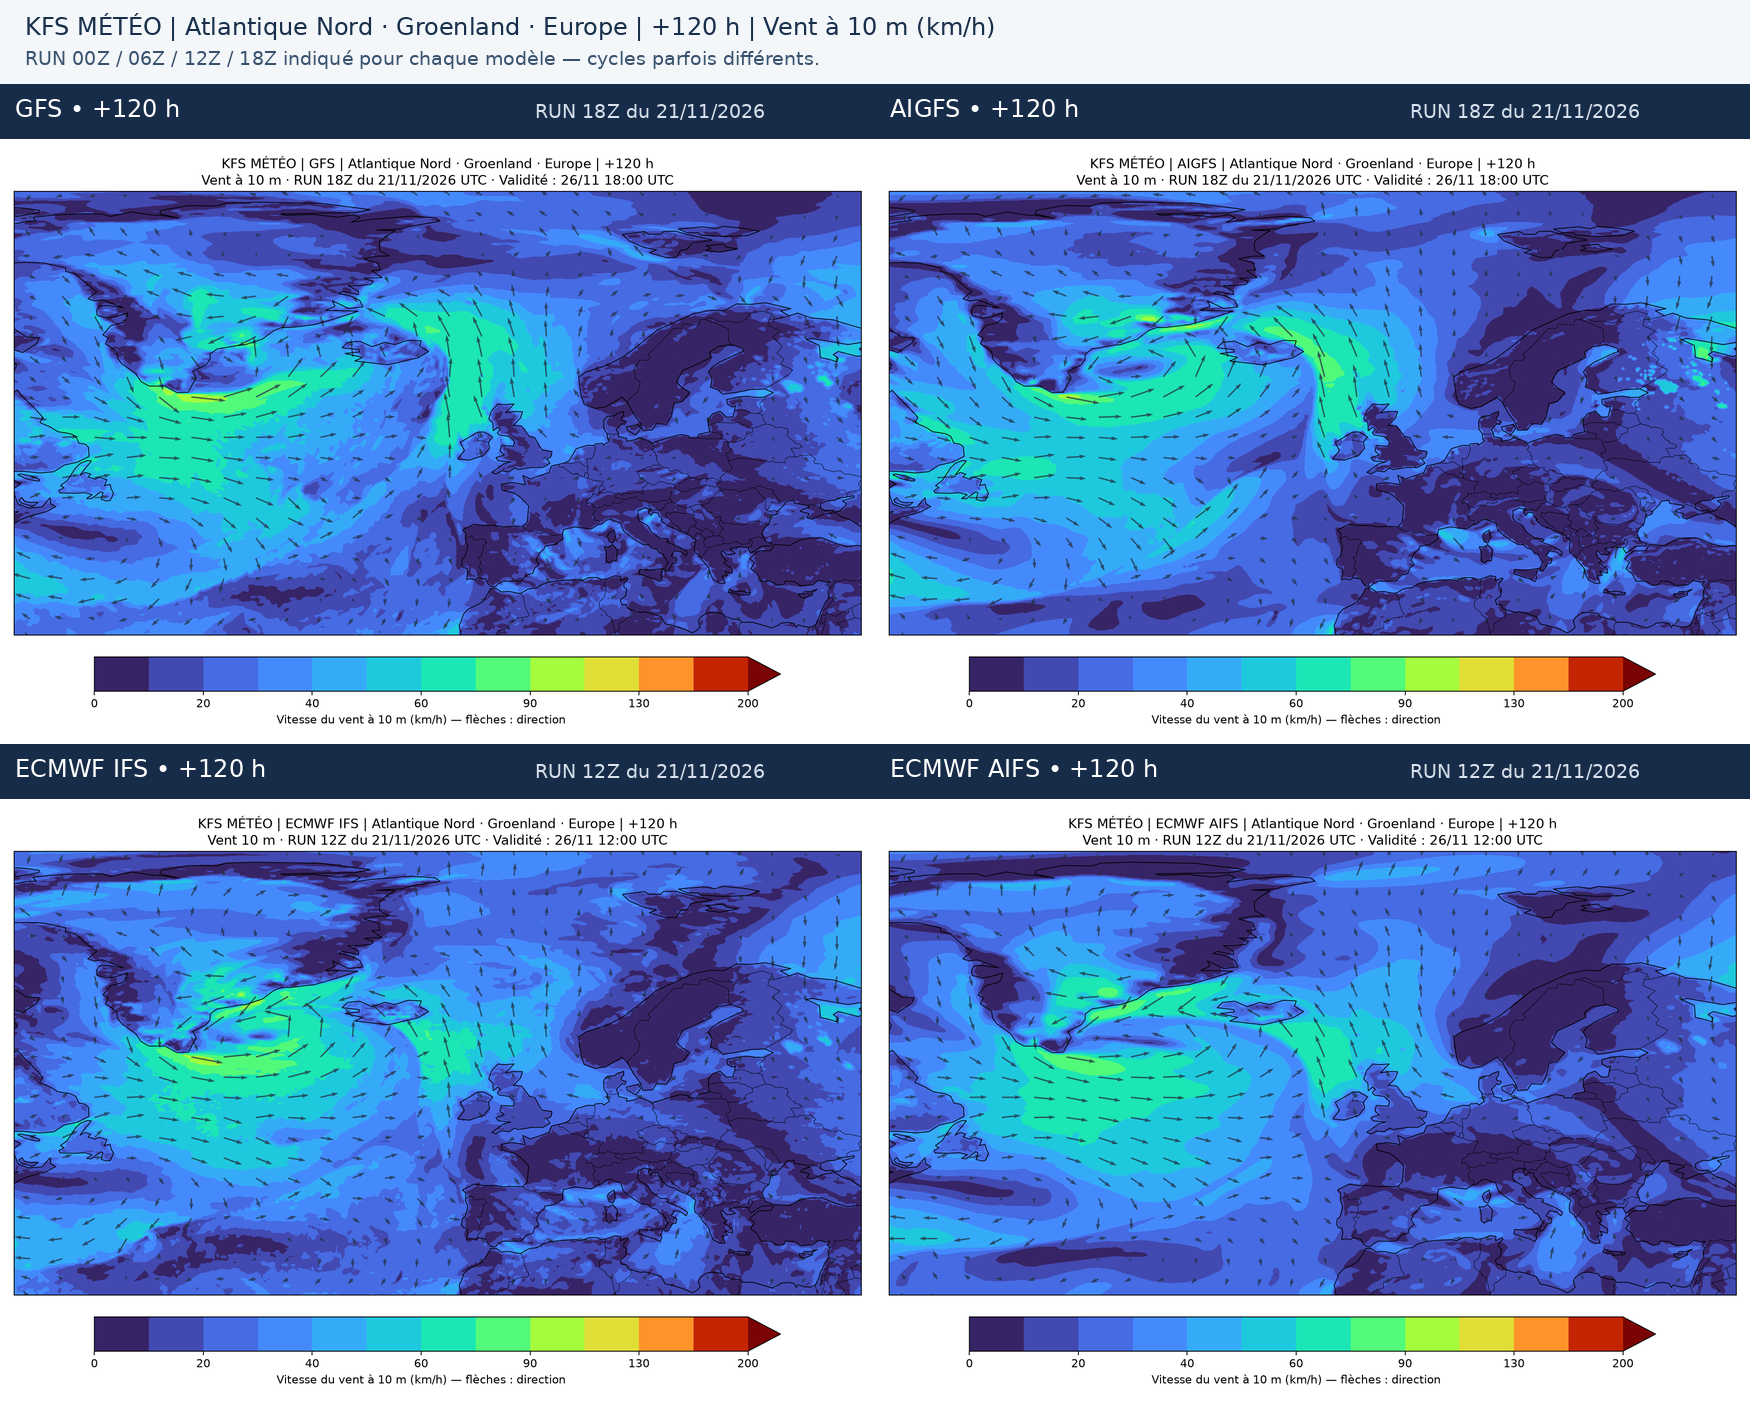 KFS MÉTÉO | Atlantique Nord · Groenland · Europe | +120 h | Vent à 10 m (km/h)
RUN 00Z / 06Z / 12Z / 18Z indiqué pour chaque modèle — cycles parfois différents.
GFS • +120 h
RUN 18Z du 21/11/2026
KFS MÉTÉO | GFS | Atlantique Nord · Groenland · Europe | +120 h
Vent à 10 m · RUN 18Z du 21/11/2026 UTC · Validité : 26/11 18:00 UTC
0 20 40 60 90 130 200
Vitesse du vent à 10 m (km/h) — flèches : direction
AIGFS • +120 h
RUN 18Z du 21/11/2026
KFS MÉTÉO | AIGFS | Atlantique Nord · Groenland · Europe | +120 h
Vent à 10 m · RUN 18Z du 21/11/2026 UTC · Validité : 26/11 18:00 UTC
0 20 40 60 90 130 200
Vitesse du vent à 10 m (km/h) — flèches : direction
ECMWF IFS • +120 h
RUN 12Z du 21/11/2026
KFS MÉTÉO | ECMWF IFS | Atlantique Nord · Groenland · Europe | +120 h
Vent 10 m · RUN 12Z du 21/11/2026 UTC · Validité : 26/11 12:00 UTC
0 20 40 60 90 130 200
Vitesse du vent à 10 m (km/h) — flèches : direction
ECMWF AIFS • +120 h
RUN 12Z du 21/11/2026
KFS MÉTÉO | ECMWF AIFS | Atlantique Nord · Groenland · Europe | +120 h
Vent 10 m · RUN 12Z du 21/11/2026 UTC · Validité : 26/11 12:00 UTC
0 20 40 60 90 130 200
Vitesse du vent à 10 m (km/h) — flèches : direction